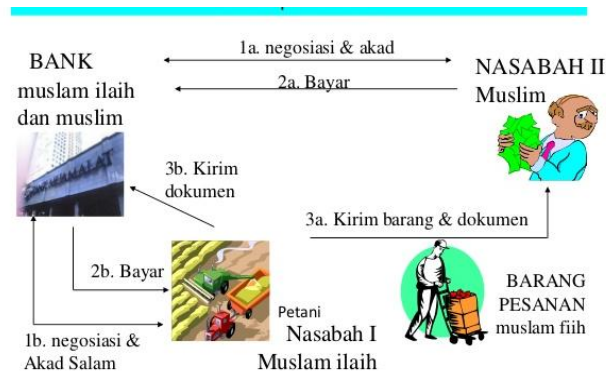 1a. negosiasi & akad
BANK
muslam ilaih
dan muslim
2a. Bayar
NASABAH II
Muslim
3b. Kirim
dokumen
3a. Kirim barang & dokumen
2b. Bayar
Petani
Nasabah I
Muslam ilaih
BARANG
PESANAN
muslam fiih
1b. negosiasi &
Akad Salam